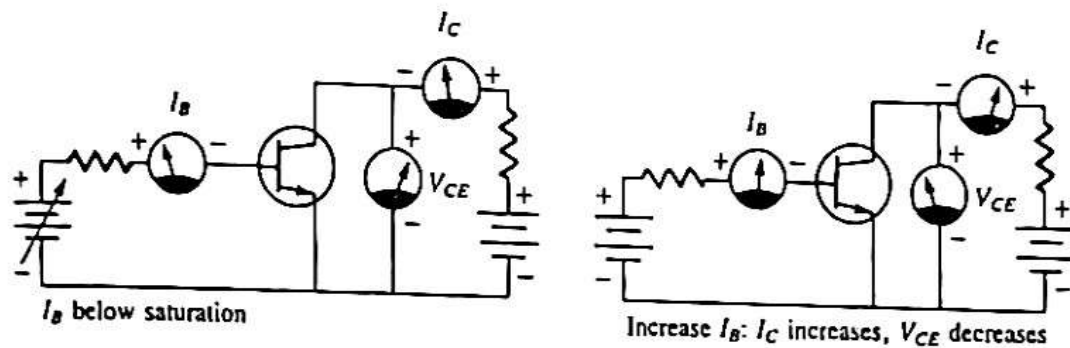 I_C
I_B
V_CE
I_B below saturation
I_C
I_B
V_CE
Increase I_B: I_C increases, V_CE decreases